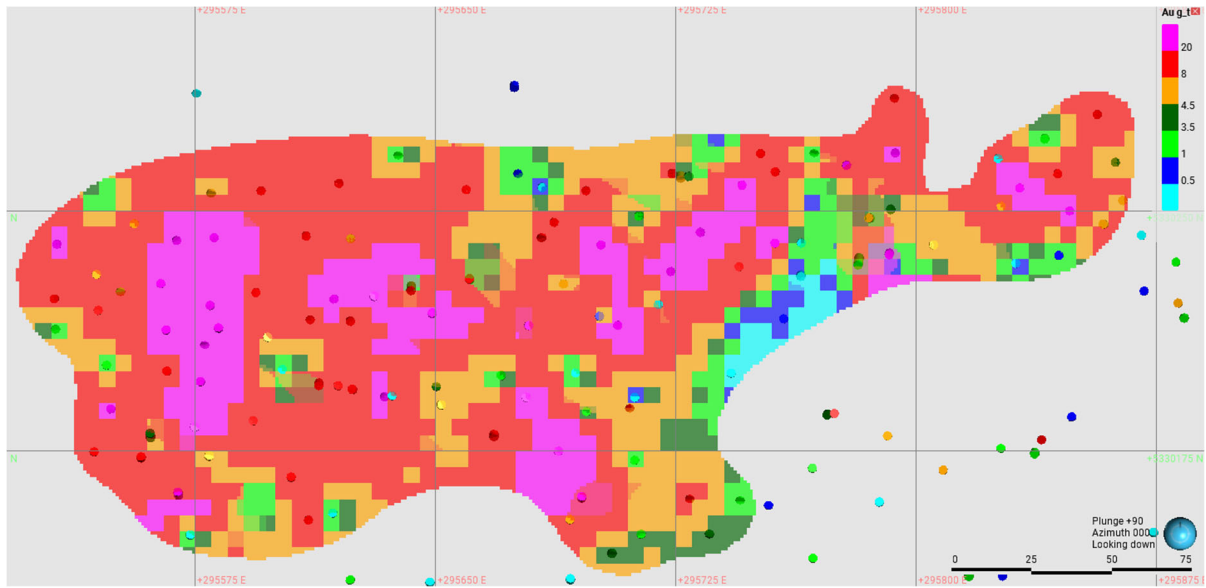 +295575 E
+295650 E
+295725 E
+295800 E
Au g_t
20
8
4.5
3.5
1
0.5
N
N
+5330175 N
Plunge +90
Azimuth 000
Looking down
0 25 50 75
+295575 E
+295650 E
+295725 E
+295800 E
+295875 E